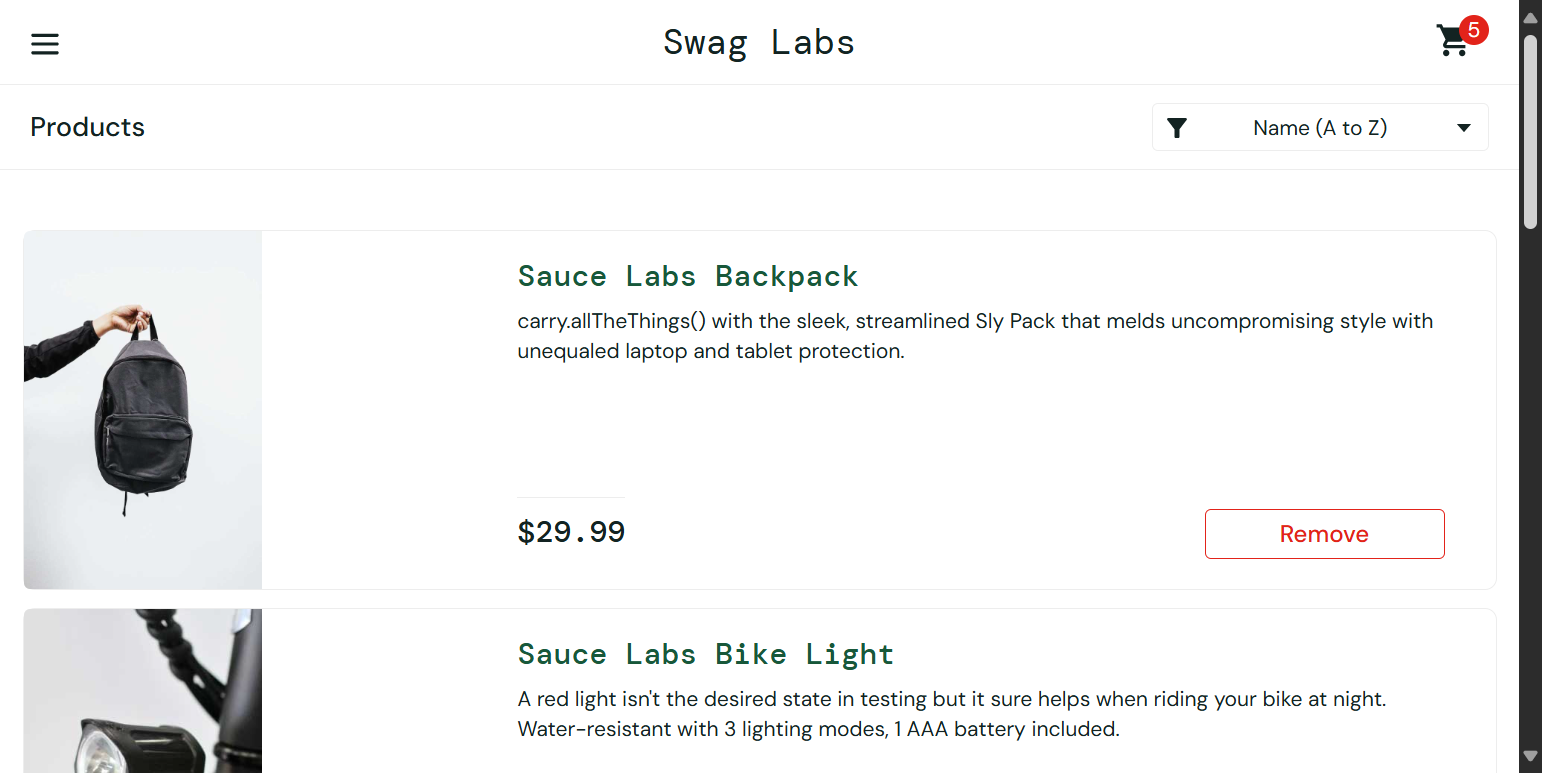 Swag Labs
5
Products
Name (A to Z)
Sauce Labs Backpack
carry.allTheThings() with the sleek, streamlined Sly Pack that melds uncompromising style with
unequaled laptop and tablet protection.
$29.99
Remove
Sauce Labs Bike Light
A red light isn't the desired state in testing but it sure helps when riding your bike at night.
Water-resistant with 3 lighting modes, 1 AAA battery included.